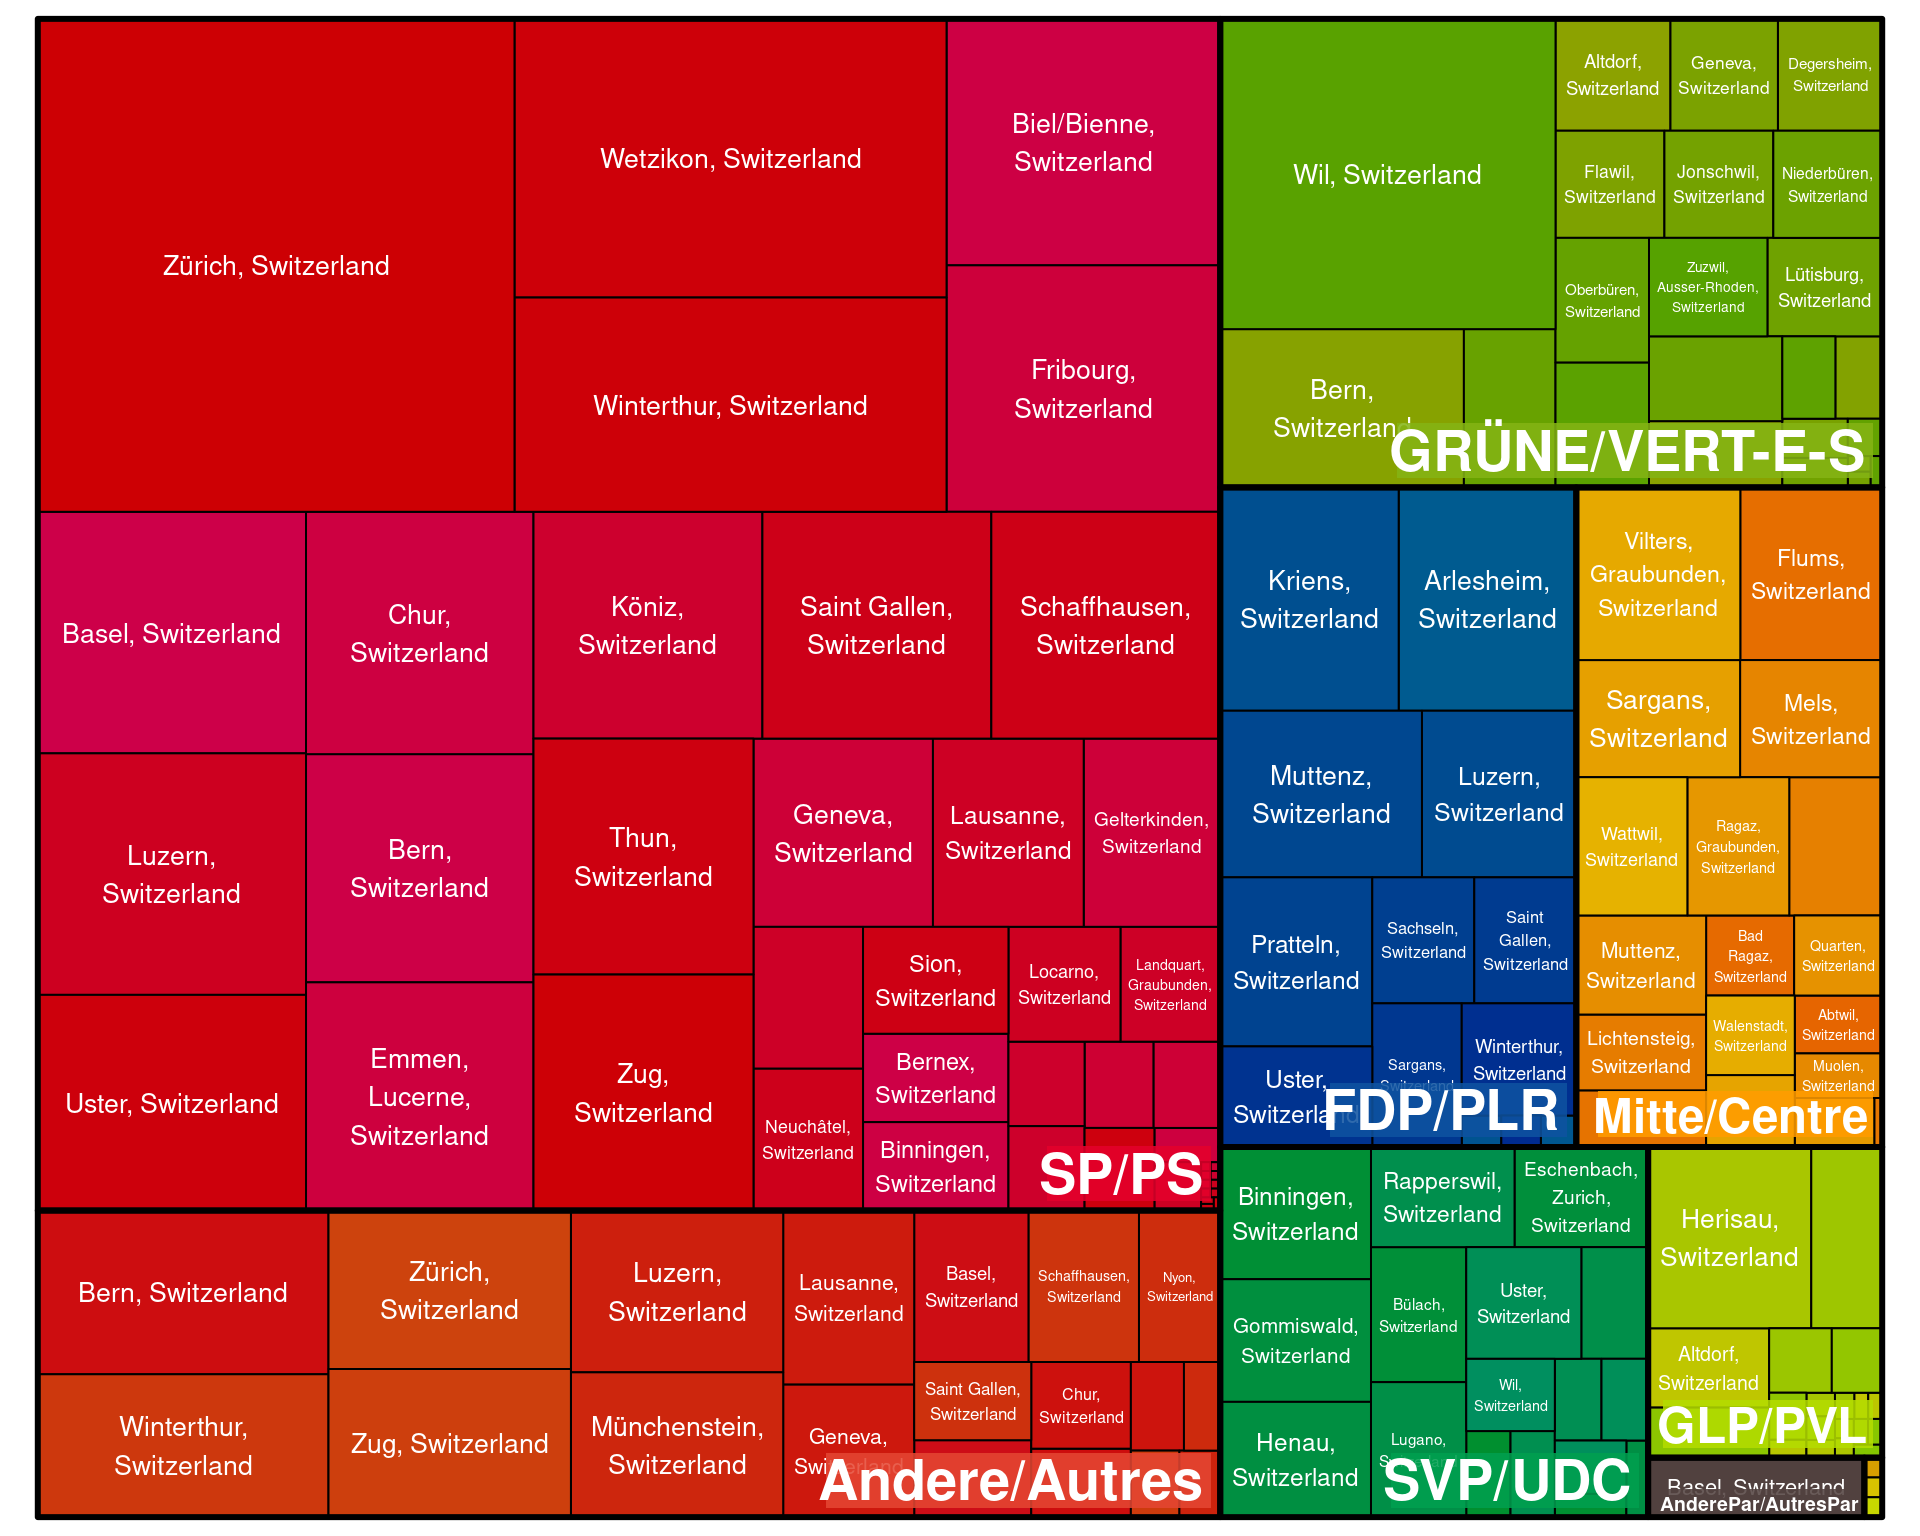 Zürich, Switzerland
Wetzikon, Switzerland
Winterthur, Switzerland
Biel/Bienne,
Switzerland
Fribourg,
Switzerland
Basel, Switzerland
Chur,
Switzerland
Köniz,
Switzerland
Saint Gallen,
Switzerland
Schaffhausen,
Switzerland
Luzern,
Switzerland
Bern,
Switzerland
Uster, Switzerland
Emmen,
Lucerne,
Switzerland
Thun,
Switzerland
Zug,
Switzerland
Geneva,
Switzerland
Lausanne,
Switzerland
Gelterkinden,
Switzerland
Sion,
Switzerland
Locarno,
Switzerland
Landquart,
Graubunden,
Switzerland
Bernex,
Switzerland
Neuchâtel,
Switzerland
Binningen,
Switzerland
SP/PS
Bern, Switzerland
Winterthur,
Switzerland
Zürich,
Switzerland
Zug, Switzerland
Luzern,
Switzerland
Münchenstein,
Switzerland
Lausanne,
Switzerland
Geneva,
Switzerland
Basel,
Switzerland
Schaffhausen,
Switzerland
Nyon,
Switzerland
Saint Gallen,
Switzerland
Chur,
Switzerland
Andere/Autres
Wil, Switzerland
Bern,
Switzerland
Altdorf,
Switzerland
Geneva,
Switzerland
Degersheim,
Switzerland
Flawil,
Switzerland
Jonschwil,
Switzerland
Niederbüren,
Switzerland
Oberbüren,
Switzerland
Zuzwil,
Ausser-Rhoden,
Switzerland
Lütisburg,
Switzerland
GRÜNE/VERT-E-S
Kriens,
Switzerland
Arlesheim,
Switzerland
Muttenz,
Switzerland
Luzern,
Switzerland
Pratteln,
Switzerland
Sachseln,
Switzerland
Saint
Gallen,
Switzerland
Uster,
Switzerland
Sargans,
Switzerland
Winterthur,
Switzerland
FDP/PLR
Vilters,
Graubunden,
Switzerland
Flums,
Switzerland
Sargans,
Switzerland
Mels,
Switzerland
Wattwil,
Switzerland
Ragaz,
Graubunden,
Switzerland
Muttenz,
Switzerland
Bad
Ragaz,
Switzerland
Quarten,
Switzerland
Lichtensteig,
Switzerland
Walenstadt,
Switzerland
Abtwil,
Switzerland
Muolen,
Switzerland
Mitte/Centre
Binningen,
Switzerland
Rapperswil,
Switzerland
Eschenbach,
Zurich,
Switzerland
Gommiswald,
Switzerland
Bülach,
Switzerland
Uster,
Switzerland
Henau,
Switzerland
Lugano,
Switzerland
Wil,
Switzerland
SVP/UDC
Herisau,
Switzerland
Altdorf,
Switzerland
GLP/PVL
Basel, Switzerland
AnderePar/AutresPar